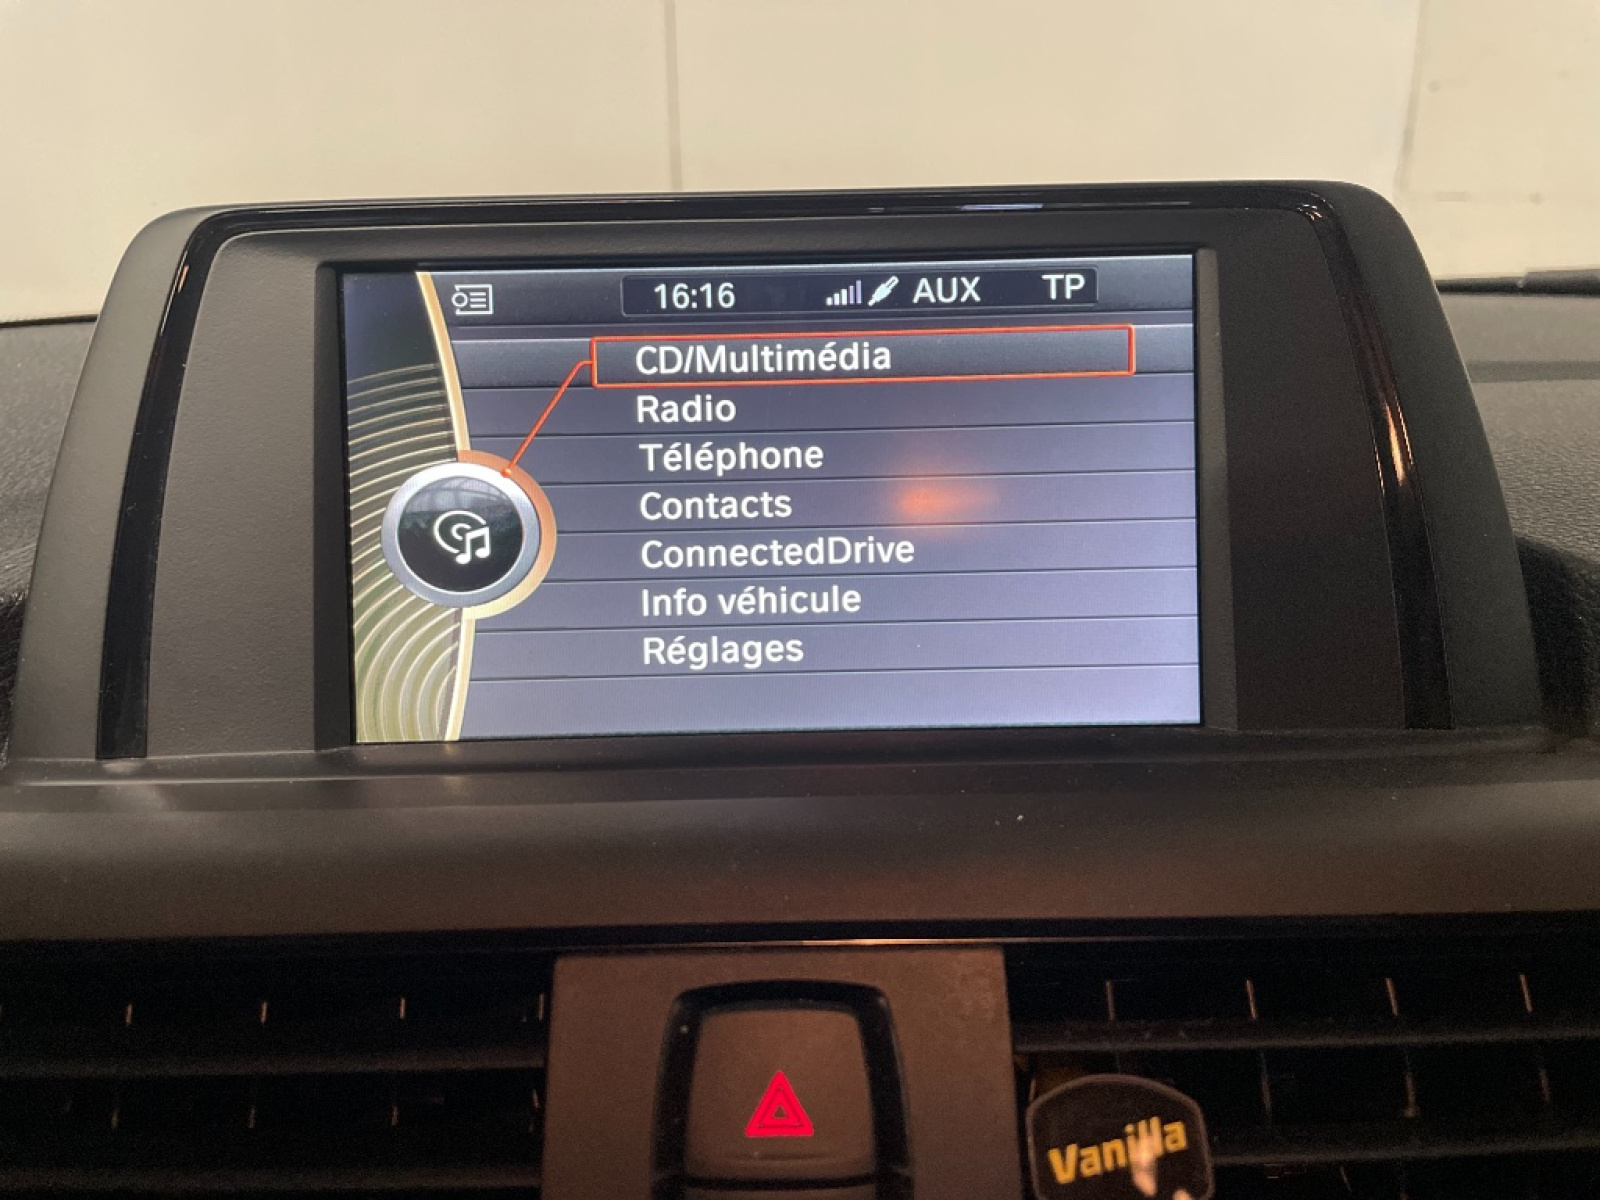 16:16 AUX TP
CD/Multimédia
Radio
Téléphone
Contacts
ConnectedDrive
Info véhicule
Réglages
Vanilla